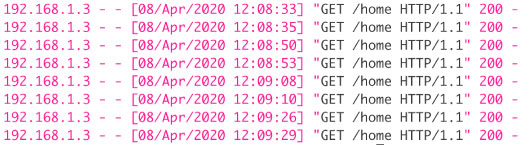 192.168.1.3 - - [08/Apr/2020 12:08:33] "GET /home HTTP/1.1" 200 -
192.168.1.3 - - [08/Apr/2020 12:08:35] "GET /home HTTP/1.1" 200 -
192.168.1.3 - - [08/Apr/2020 12:08:50] "GET /home HTTP/1.1" 200 -
192.168.1.3 - - [08/Apr/2020 12:08:53] "GET /home HTTP/1.1" 200 -
192.168.1.3 - - [08/Apr/2020 12:09:08] "GET /home HTTP/1.1" 200 -
192.168.1.3 - - [08/Apr/2020 12:09:10] "GET /home HTTP/1.1" 200 -
192.168.1.3 - - [08/Apr/2020 12:09:26] "GET /home HTTP/1.1" 200 -
192.168.1.3 - - [08/Apr/2020 12:09:29] "GET /home HTTP/1.1" 200 -